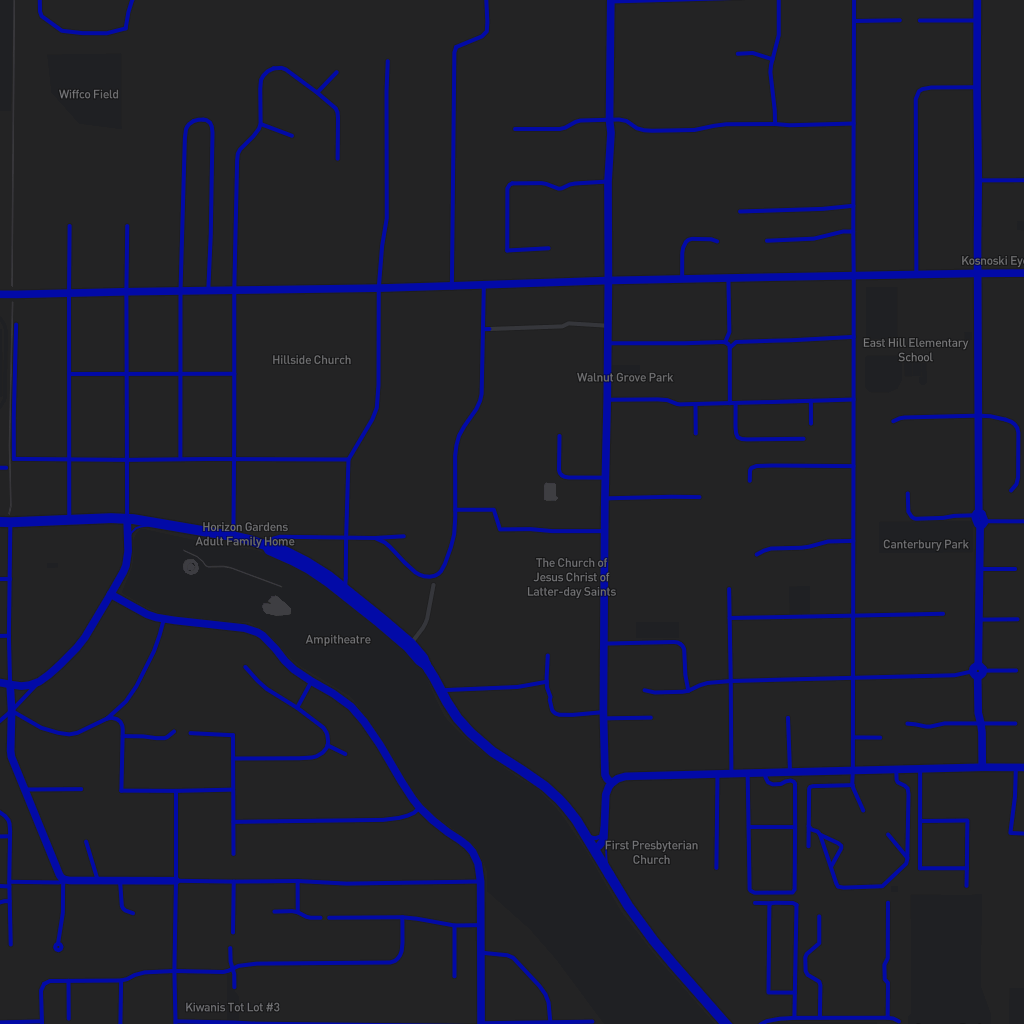 Wiffco Field
Kosnoski Eye
Hillside Church
East Hill Elementary
School
Walnut Grove Park
Horizon Gardens
Adult Family Home
Canterbury Park
The Church of
Jesus Christ of
Latter-day Saints
Ampitheatre
First Presbyterian
Church
Kiwanis Tot Lot #3